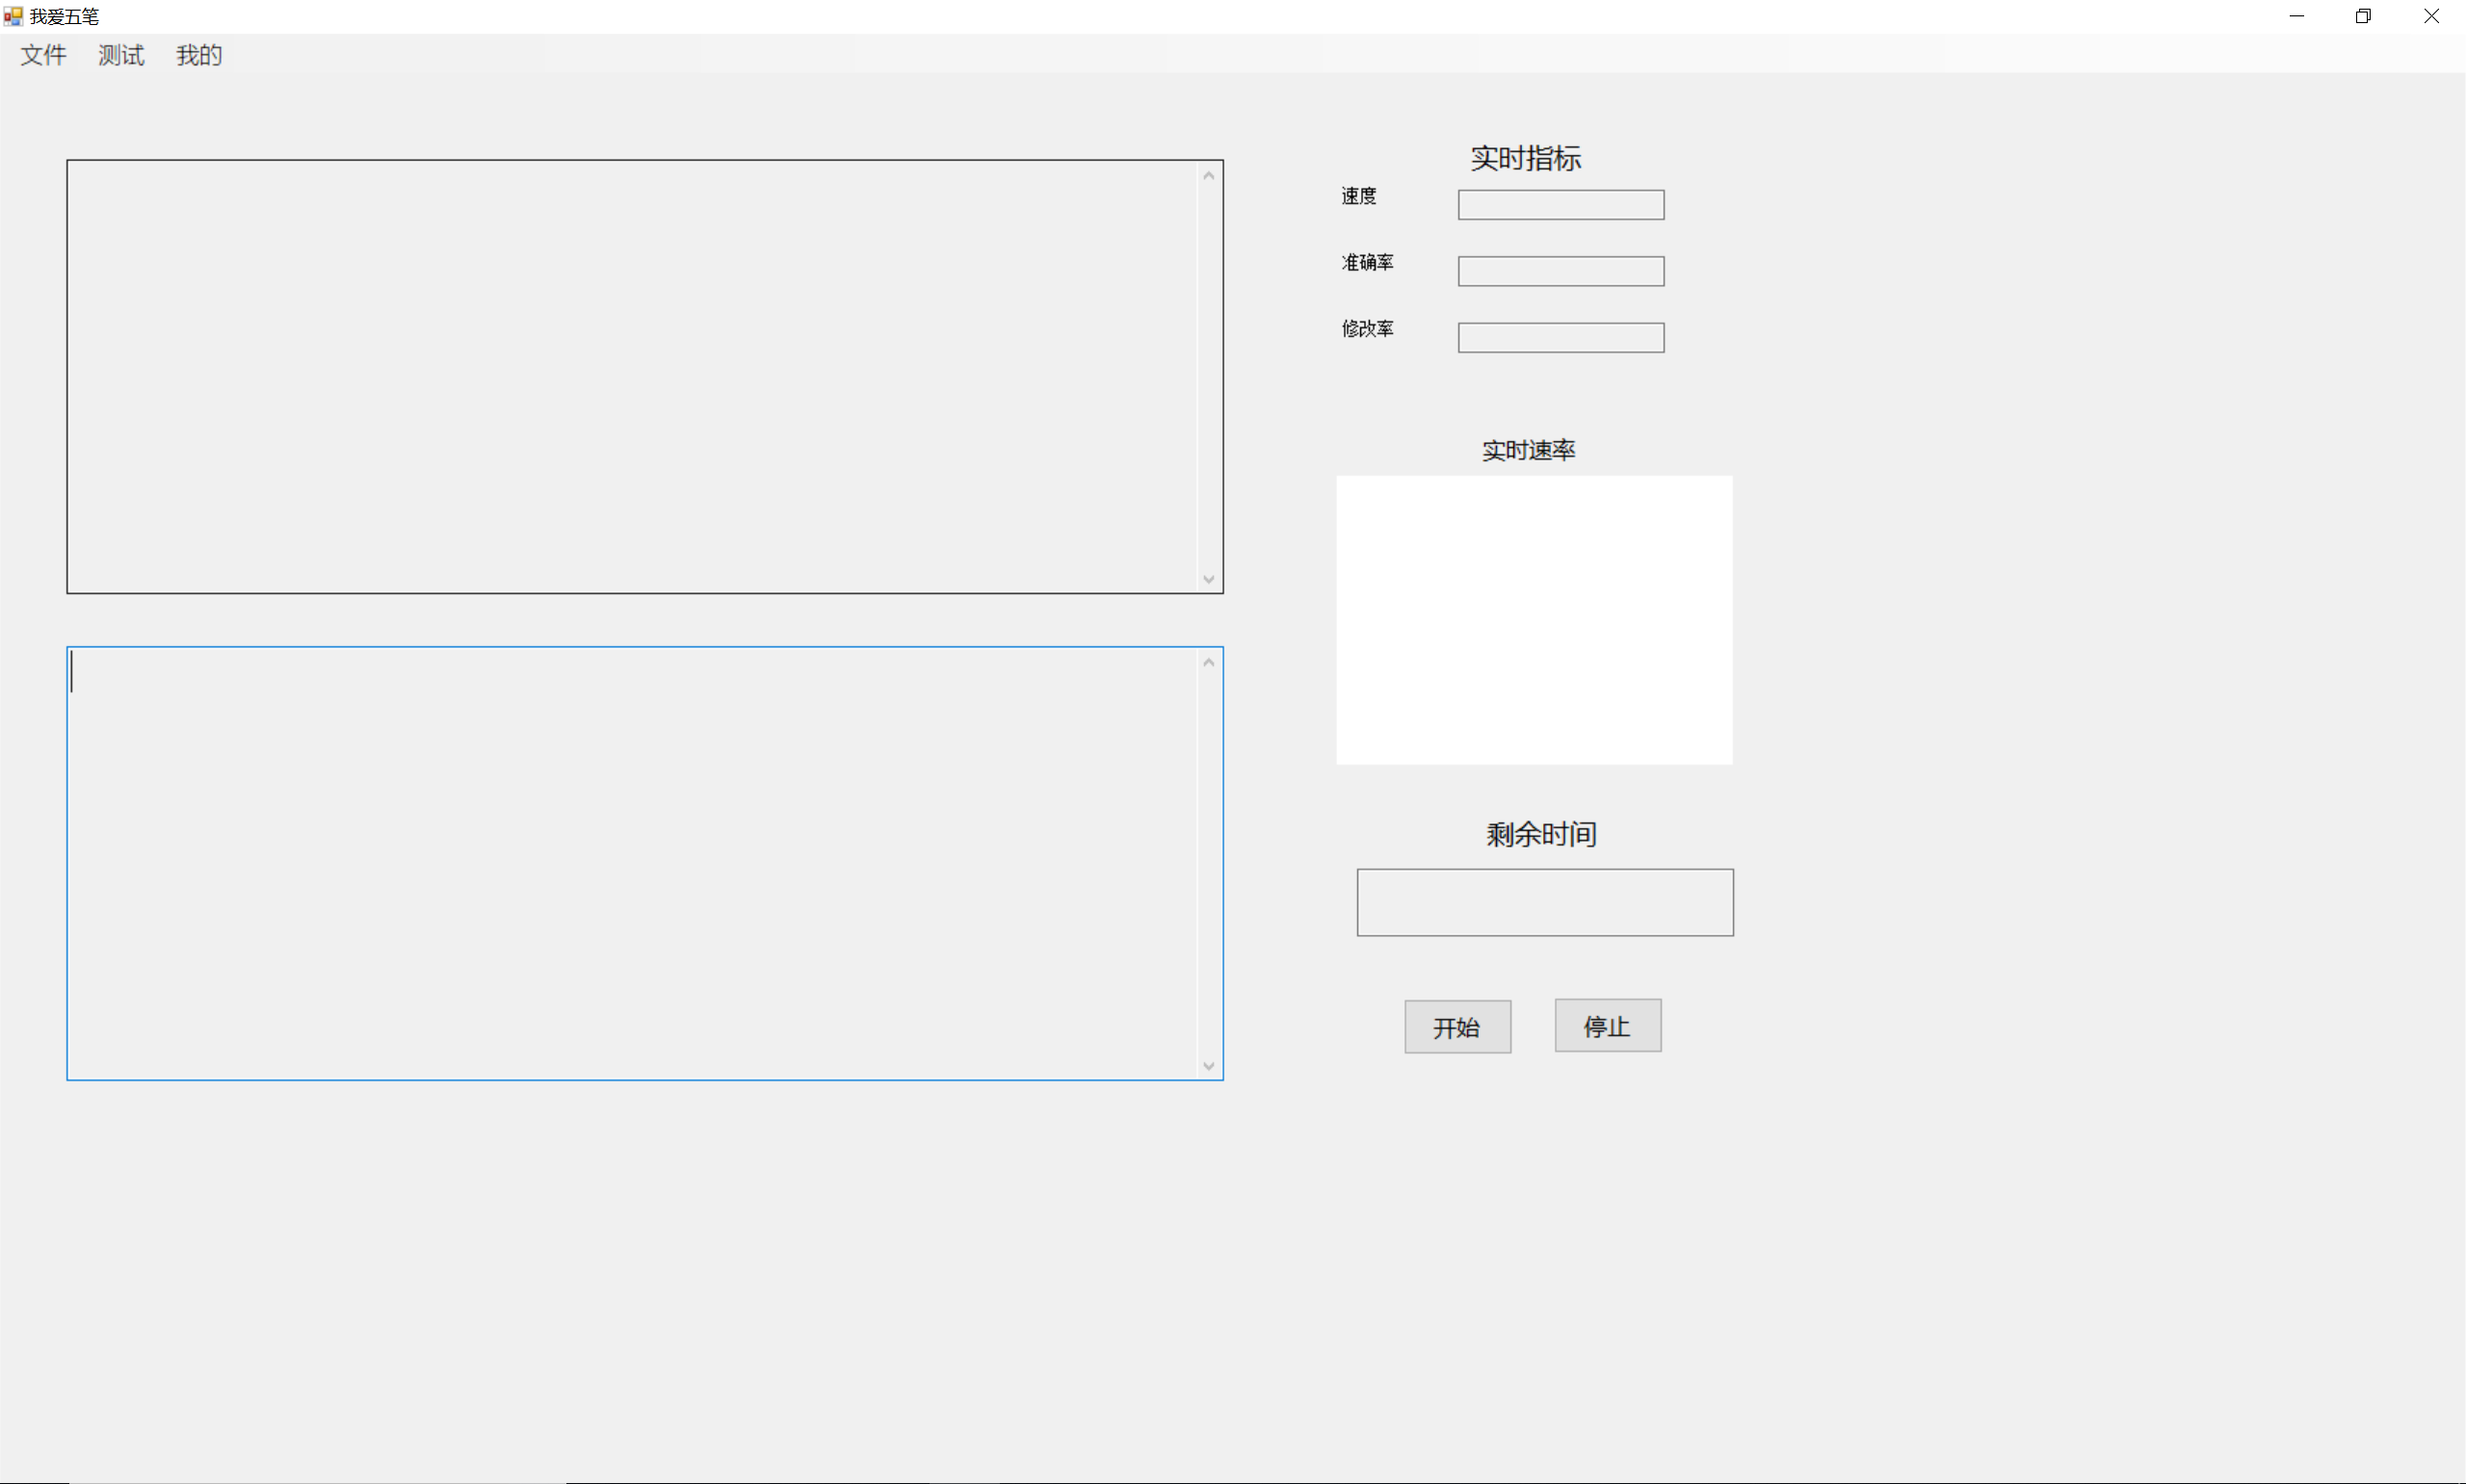 我爱五笔
文件 测试 我的
实时指标
速度
准确率
修改率
实时速率
剩余时间
开始 停止